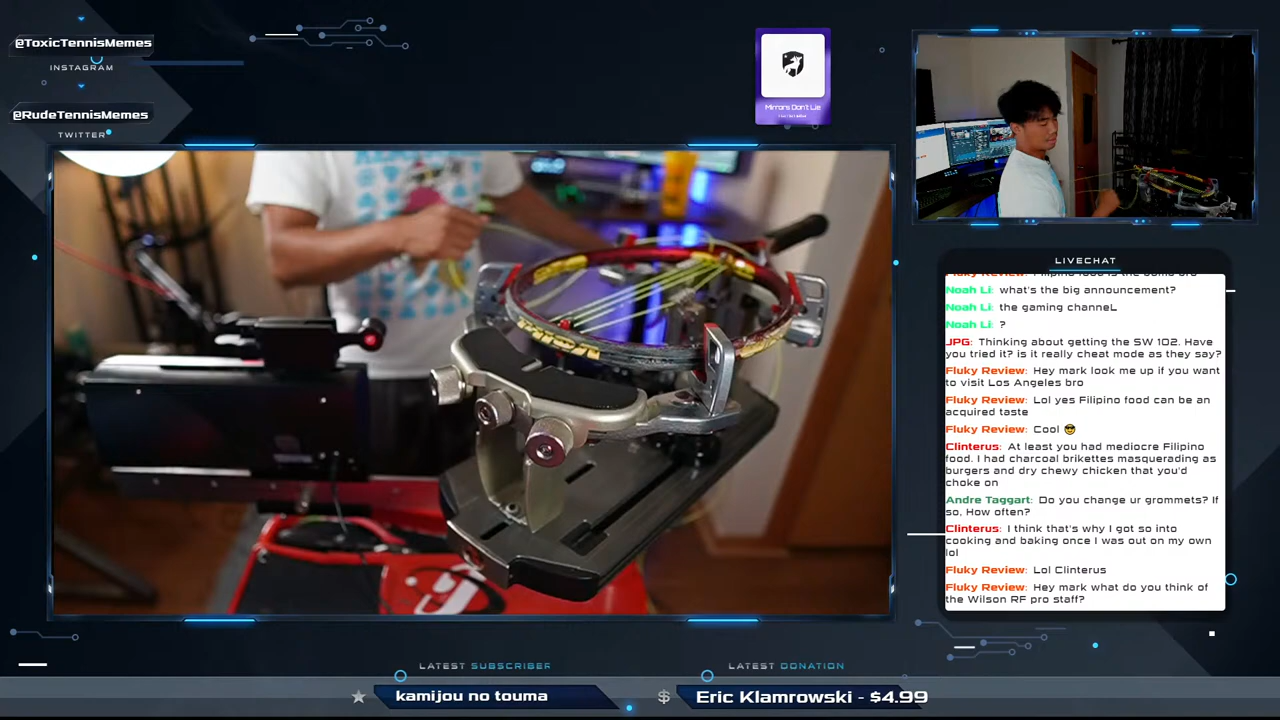 @ToxicTennisMemes
INSTAGRAM
@RudeTennisMemes
TWITTER
Mirrors Don't Lie
LIVECHAT
Noah Li: what's the big announcement?
Noah Li: the gaming channeL
Noah Li: ?
JPG: Thinking about getting the SW 102. Have
you tried it? is it really cheat mode as they say?
Fluky Review: Hey mark look me up if you want
to visit Los Angeles bro
Fluky Review: Lol yes Filipino food can be an
acquired taste
Fluky Review: Cool 😎
Clinterus: At least you had mediocre Filipino
food. I had charcoal brikettes masquerading as
burgers and dry chewy chicken that you'd
choke on
Andre Taggart: Do you change ur grommets? If
so, How often?
Clinterus: I think that's why I got so into
cooking and baking once I was out on my own
lol
Fluky Review: Lol Clinterus
Fluky Review: Hey mark what do you think of
the Wilson RF pro staff?
LATEST SUBSCRIBER
kamijou no touma
LATEST DONATION
$ Eric Klamrowski - $4.99